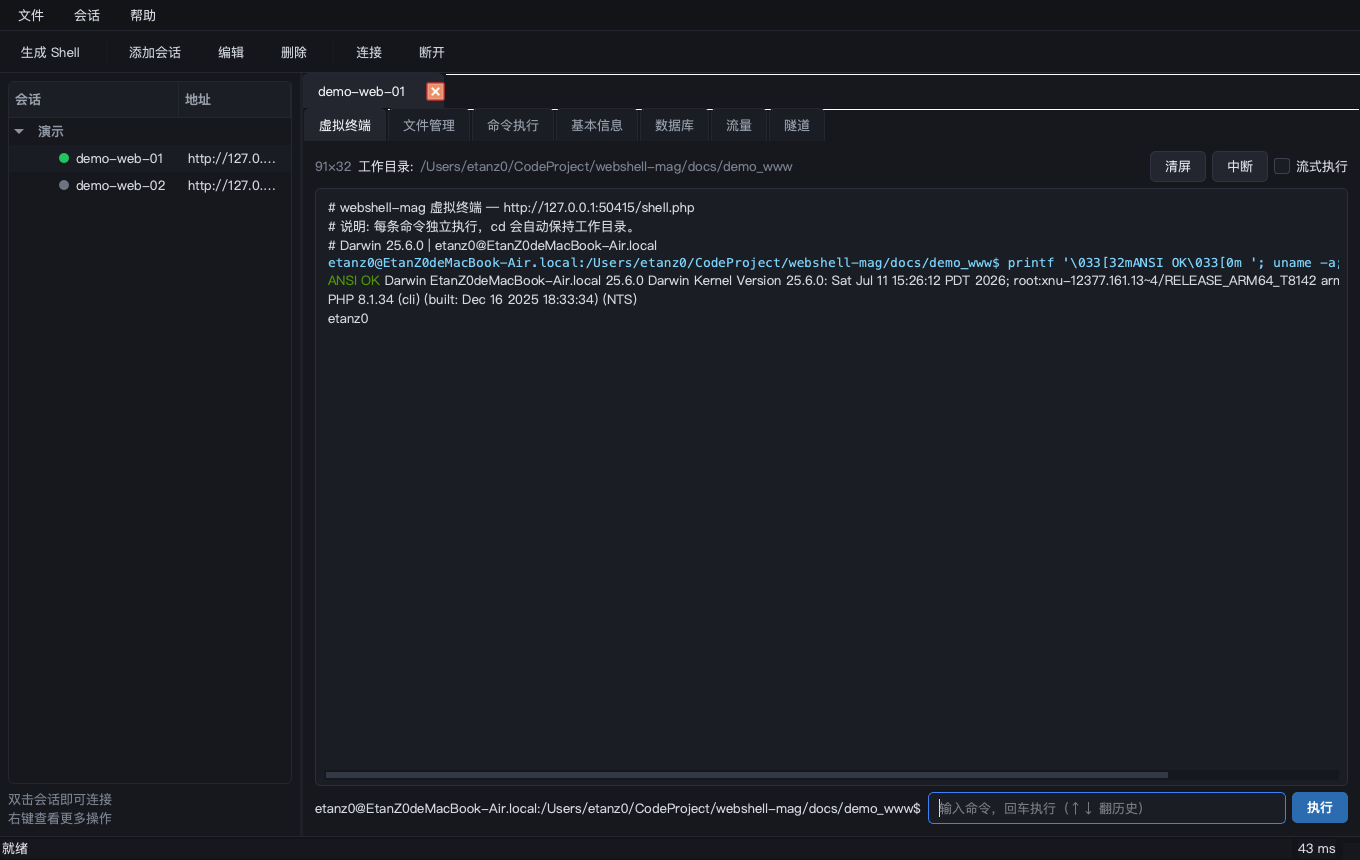 文件 会话 帮助
生成 Shell 添加会话 编辑 删除 连接 断开
会话 地址
演示
demo-web-01 http://127.0....
demo-web-02 http://127.0....
双击会话即可连接
右键查看更多操作
demo-web-01
虚拟终端 文件管理 命令执行 基本信息 数据库 流量 隧道
91×32 工作目录: /Users/etanz0/CodeProject/webshell-mag/docs/demo_www 清屏 中断 流式执行
# webshell-mag 虚拟终端 — http://127.0.0.1:50415/shell.php
# 说明: 每条命令独立执行，cd 会自动保持工作目录。
# Darwin 25.6.0 | etanz0@EtanZ0deMacBook-Air.local
etanz0@EtanZ0deMacBook-Air.local:/Users/etanz0/CodeProject/webshell-mag/docs/demo_www$ printf '\033[32mANSI OK\033[0m '; uname -a;
ANSI OK Darwin EtanZ0deMacBook-Air.local 25.6.0 Darwin Kernel Version 25.6.0: Sat Jul 11 15:26:12 PDT 2026; root:xnu-12377.161.13~4/RELEASE_ARM64_T8142 arm
PHP 8.1.34 (cli) (built: Dec 16 2025 18:33:34) (NTS)
etanz0
etanz0@EtanZ0deMacBook-Air.local:/Users/etanz0/CodeProject/webshell-mag/docs/demo_www$ 输入命令，回车执行（↑↓ 翻历史） 执行
就绪 43 ms